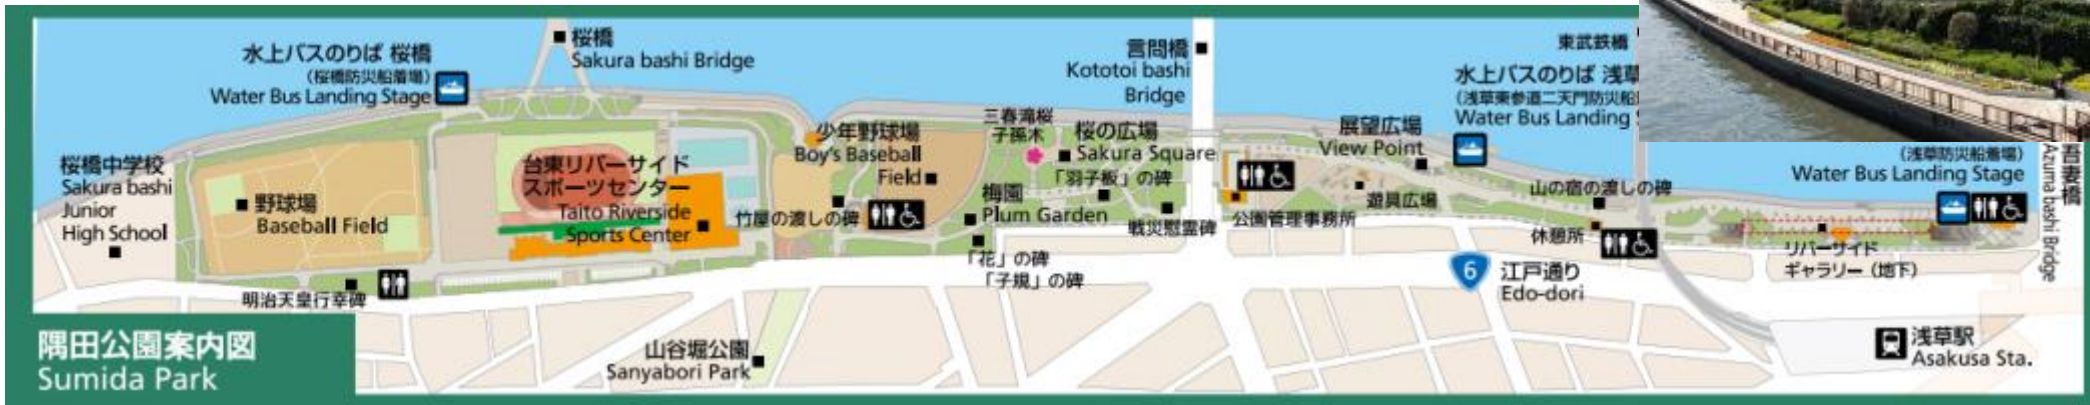 水上バスのりば 桜橋
(桜橋防災船着場)
Water Bus Landing Stage
桜橋
Sakura bashi Bridge
言問橋
Kototoi bashi
Bridge
東武鉄橋
水上バスのりば 浅草
(浅草東参道二天門防災船
Water Bus Landing
桜橋中学校
Sakura bashi
Junior
High School
野球場
Baseball Field
台東リバーサイド
スポーツセンター
Taito Riverside
Sports Center
少年野球場
Boy's Baseball
Field
竹屋の渡しの碑
三春滝桜
子孫木
桜の広場
Sakura Square
「羽子板」の碑
梅園
Plum Garden
戦災慰霊碑
「花」の碑
「子規」の碑
展望広場
View Point
遊具広場
公園管理事務所
山の宿の渡しの碑
休憩所
(浅草防災船着場)
Water Bus Landing Stage
リバーサイド
ギャラリー(地下)
吾妻橋
Azuma bashi Bridge
明治天皇行幸碑
6
江戸通り
Edo-dori
山谷堀公園
Sanyabori Park
浅草駅
Asakusa Sta.
隅田公園案内図
Sumida Park